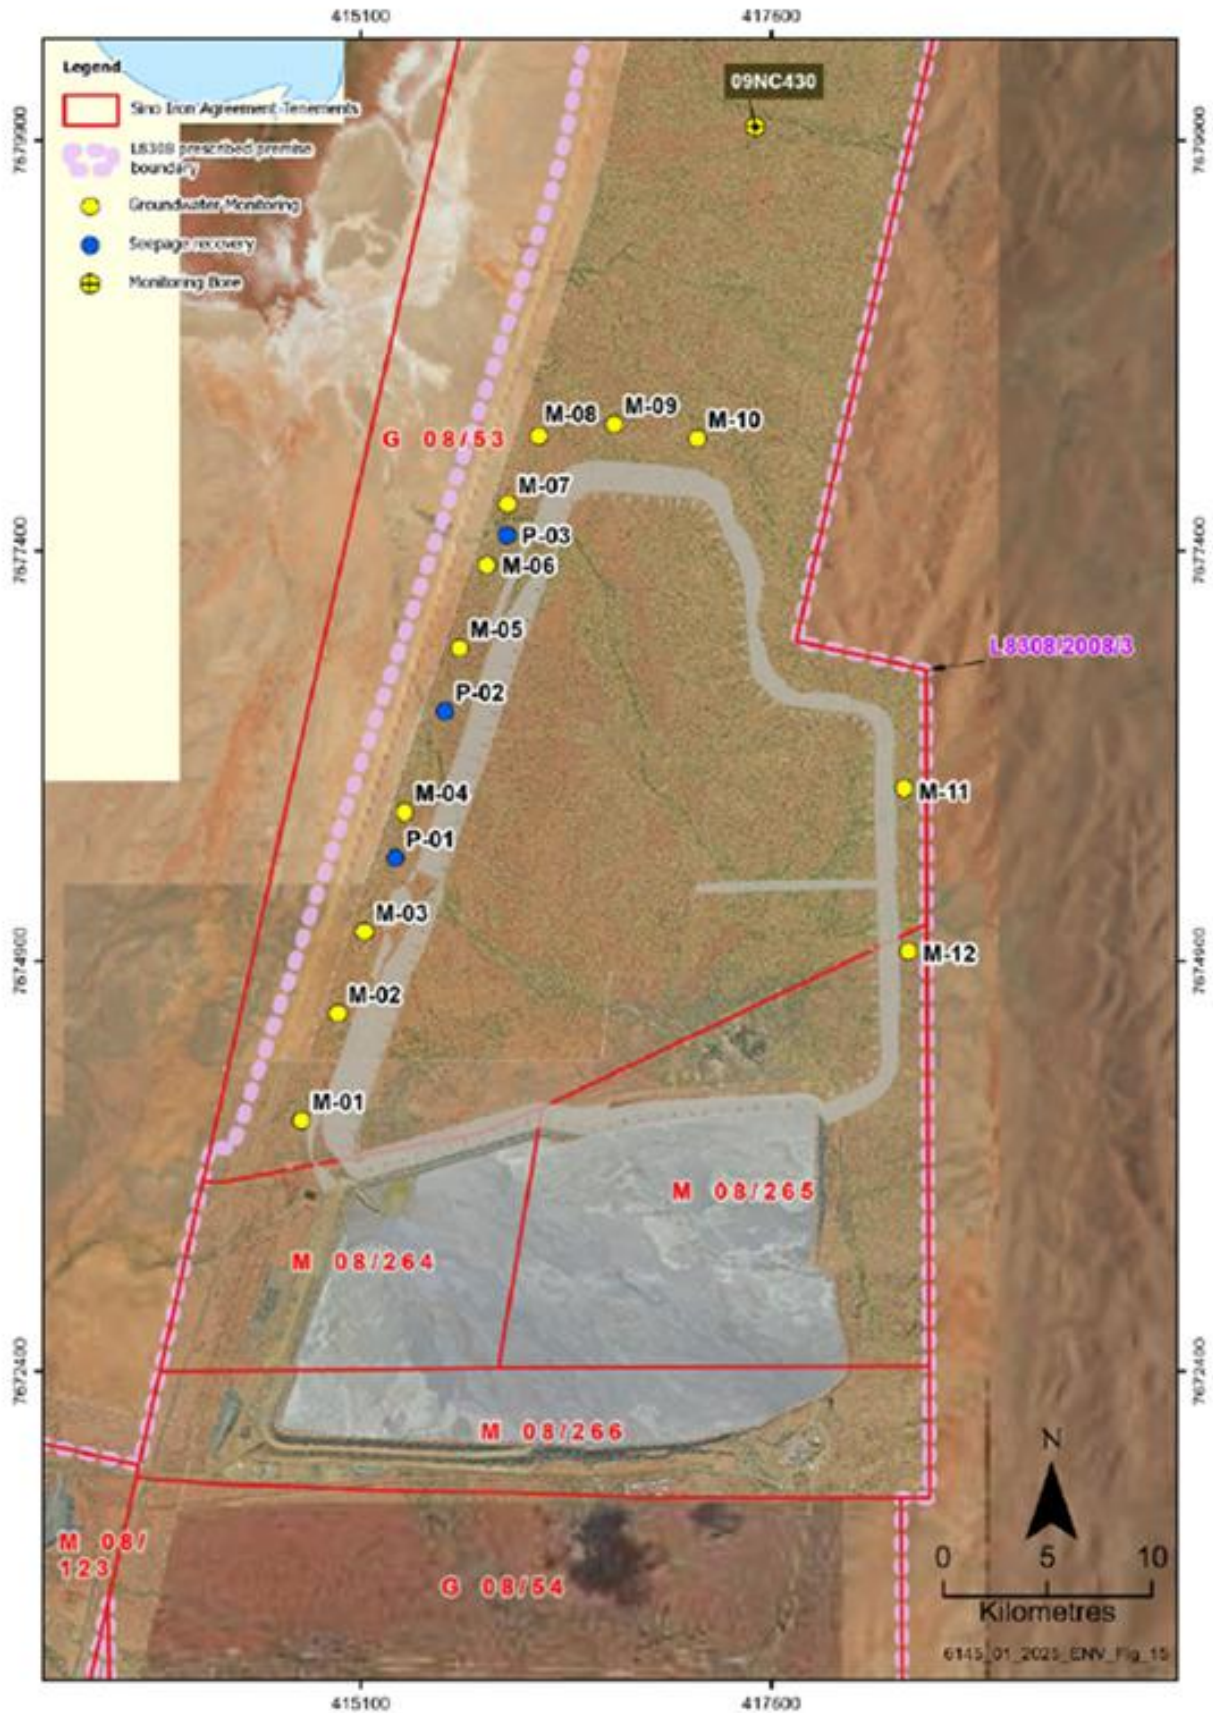 415100
417600
Legend
Sino Iron Agreement Tenements
L8308 prescribed premise
boundary
Groundwater Monitoring
Seepage recovery
Monitoring Bore
09NC430
7679900
7679900
M-08
M-09
M-10
G 08/53
M-07
P-03
M-06
7677400
7677400
M-05
L8308/2008/3
P-02
M-11
M-04
P-01
M-03
M-12
7674900
7674900
M-02
M-01
M 08/265
M 08/264
7672400
7672400
M 08/266
N
M 08/
123
G 08/54
0 5 10
Kilometres
6145_01_2025_ENV_Fig_15
415100
417600